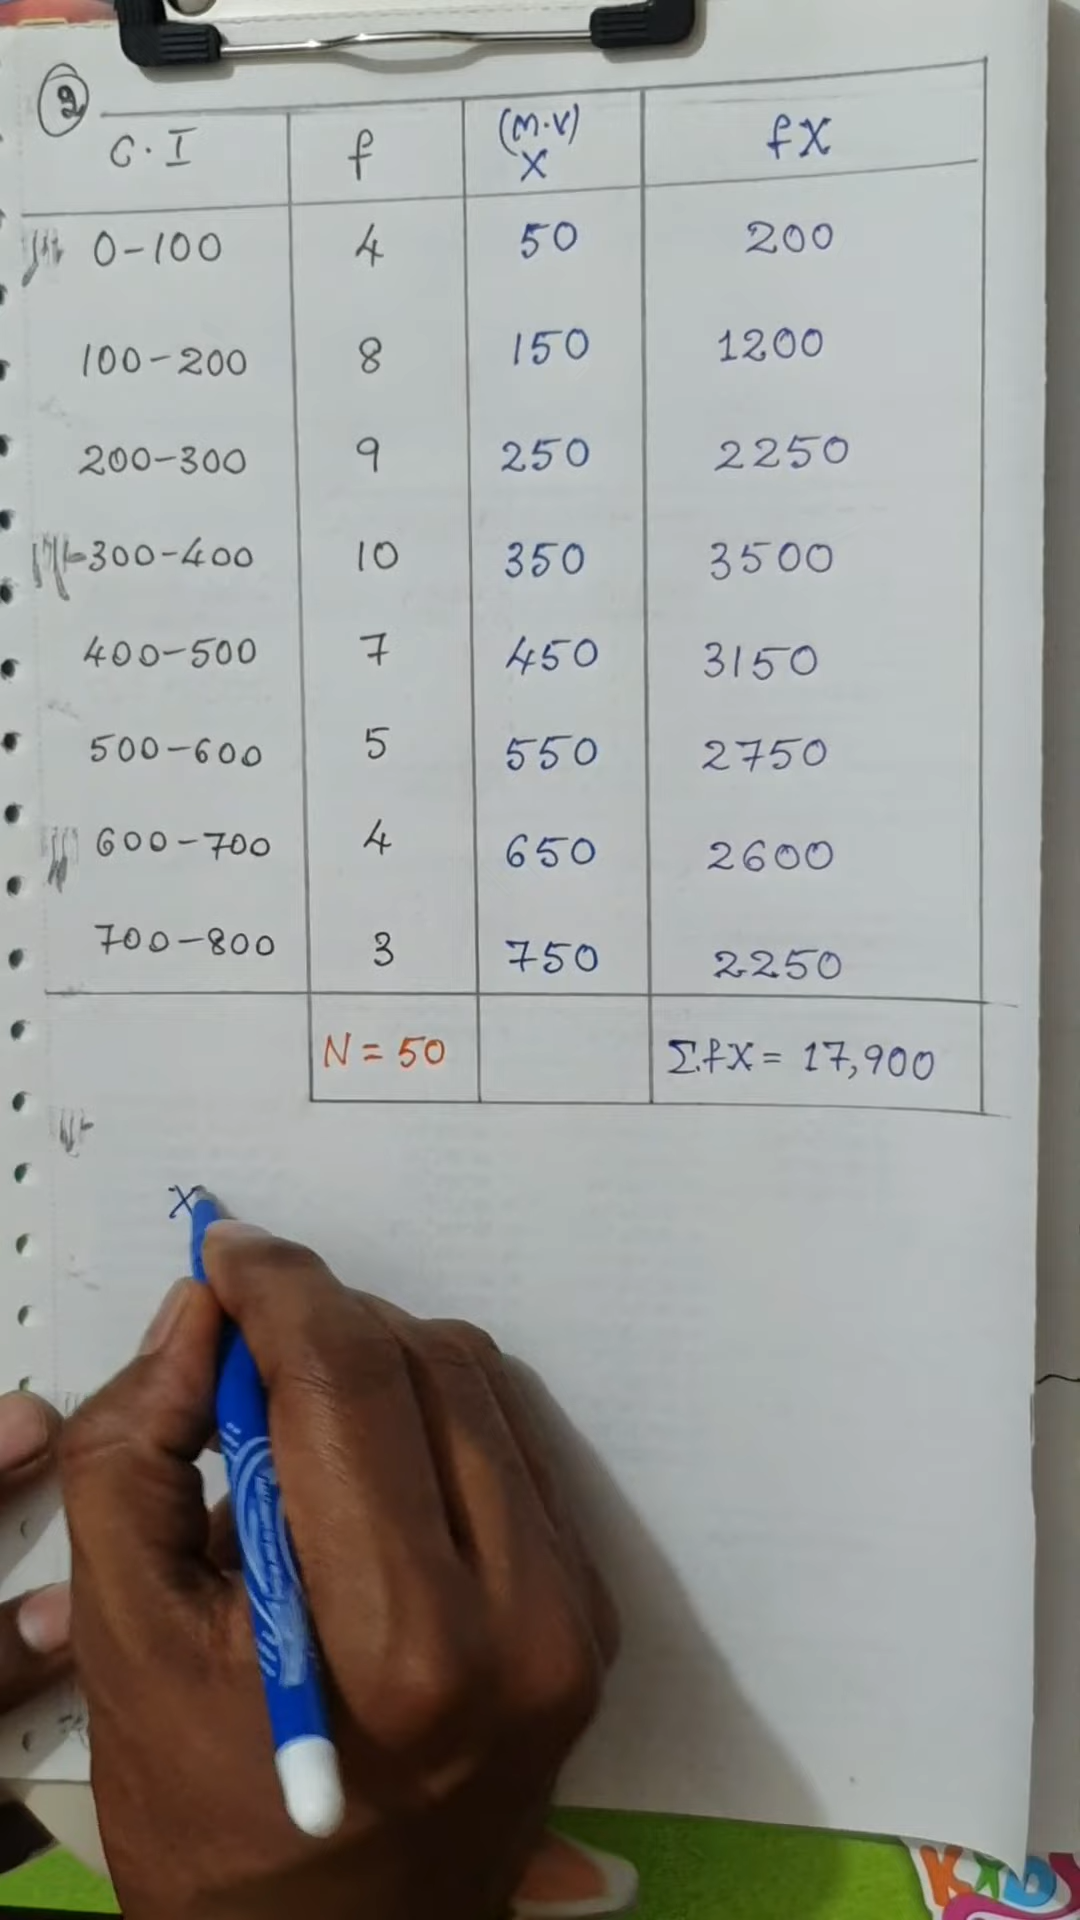 2
C.I f (M.V) X fX
0-100 4 50 200
100-200 8 150 1200
200-300 9 250 2250
300-400 10 350 3500
400-500 7 450 3150
500-600 5 550 2750
600-700 4 650 2600
700-800 3 750 2250
N = 50 Σfx = 17,900
X